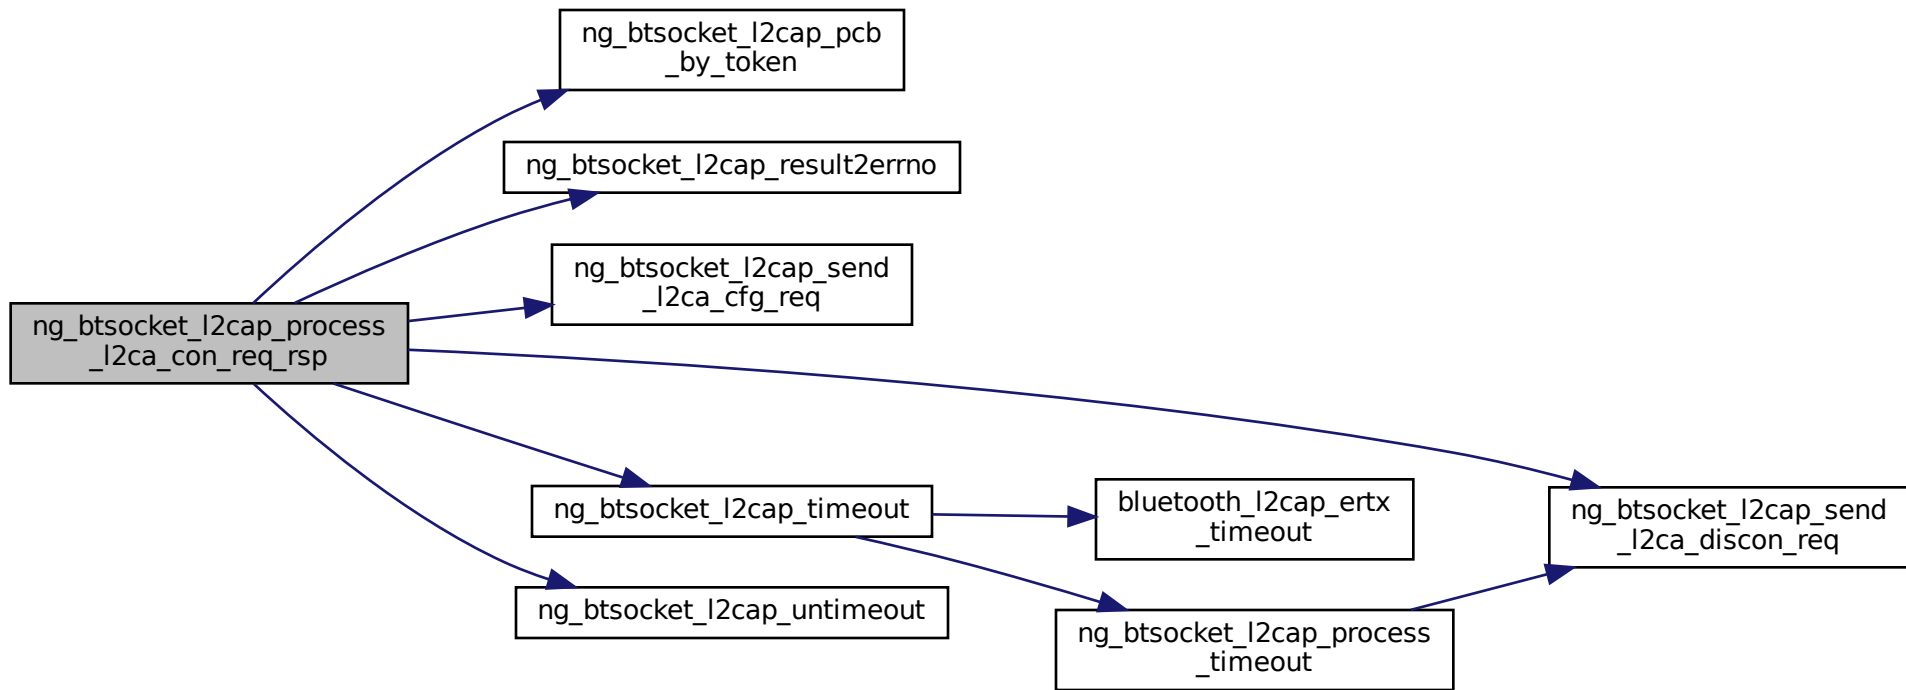 ng_btsocket_l2cap_process
_l2ca_con_req_rsp
ng_btsocket_l2cap_pcb
_by_token
ng_btsocket_l2cap_result2errno
ng_btsocket_l2cap_send
_l2ca_cfg_req
ng_btsocket_l2cap_timeout
ng_btsocket_l2cap_untimeout
bluetooth_l2cap_ertx
_timeout
ng_btsocket_l2cap_process
_timeout
ng_btsocket_l2cap_send
_l2ca_discon_req